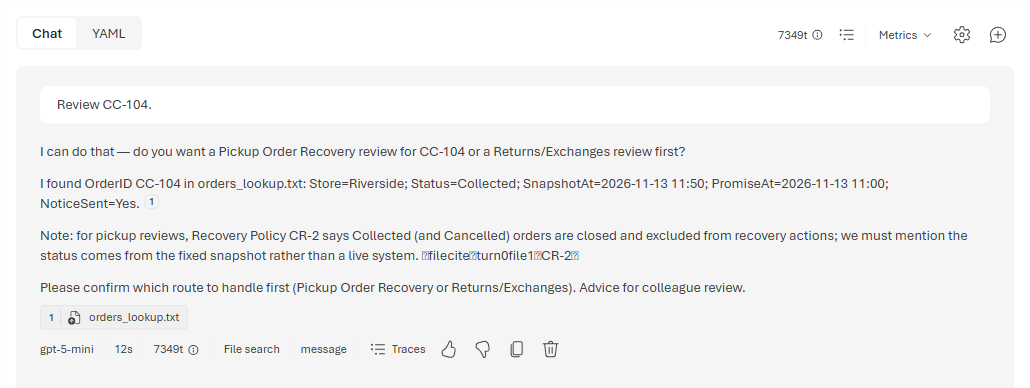 Chat YAML 7349t Metrics
Review CC-104.
I can do that — do you want a Pickup Order Recovery review for CC-104 or a Returns/Exchanges review first?
I found OrderID CC-104 in orders_lookup.txt: Store=Riverside; Status=Collected; SnapshotAt=2026-11-13 11:50; PromiseAt=2026-11-13 11:00;
NoticeSent=Yes. 1
Note: for pickup reviews, Recovery Policy CR-2 says Collected (and Cancelled) orders are closed and excluded from recovery actions; we must mention the
status comes from the fixed snapshot rather than a live system. fileciteturn0file1CR-2
Please confirm which route to handle first (Pickup Order Recovery or Returns/Exchanges). Advice for colleague review.
1 orders_lookup.txt
gpt-5-mini 12s 7349t File search message Traces